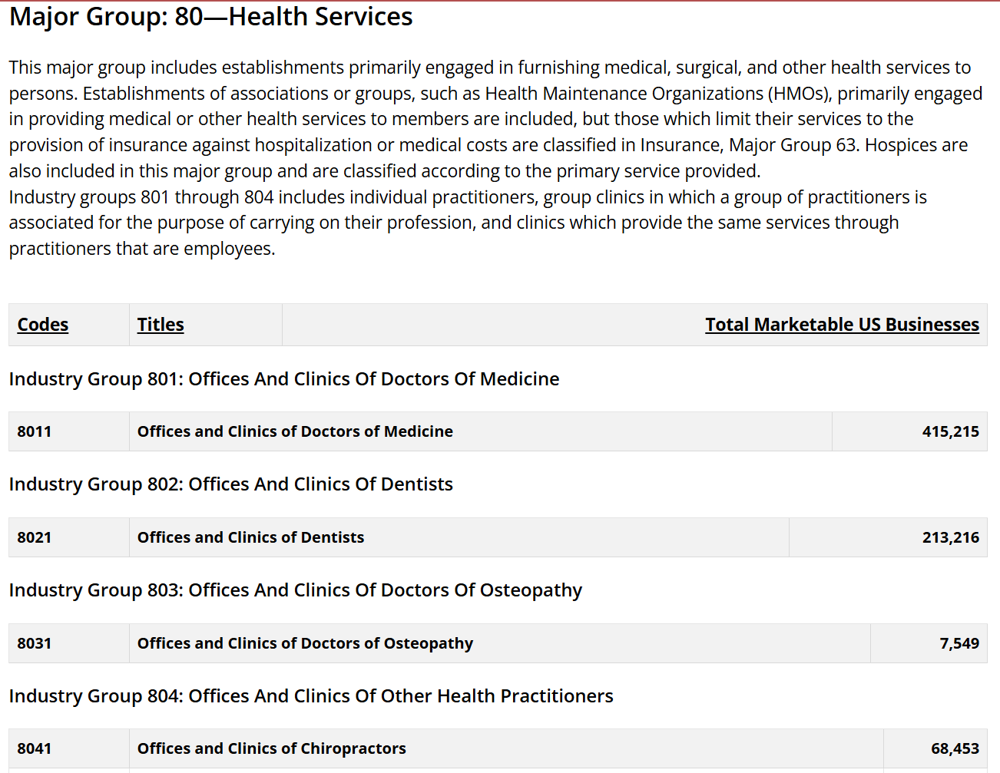 Major Group: 80—Health Services
This major group includes establishments primarily engaged in furnishing medical, surgical, and other health services to
persons. Establishments of associations or groups, such as Health Maintenance Organizations (HMOs), primarily engaged
in providing medical or other health services to members are included, but those which limit their services to the
provision of insurance against hospitalization or medical costs are classified in Insurance, Major Group 63. Hospices are
also included in this major group and are classified according to the primary service provided.
Industry groups 801 through 804 includes individual practitioners, group clinics in which a group of practitioners is
associated for the purpose of carrying on their profession, and clinics which provide the same services through
practitioners that are employees.
Codes Titles Total Marketable US Businesses
Industry Group 801: Offices And Clinics Of Doctors Of Medicine
8011 Offices and Clinics of Doctors of Medicine 415,215
Industry Group 802: Offices And Clinics Of Dentists
8021 Offices and Clinics of Dentists 213,216
Industry Group 803: Offices And Clinics Of Doctors Of Osteopathy
8031 Offices and Clinics of Doctors of Osteopathy 7,549
Industry Group 804: Offices And Clinics Of Other Health Practitioners
8041 Offices and Clinics of Chiropractors 68,453